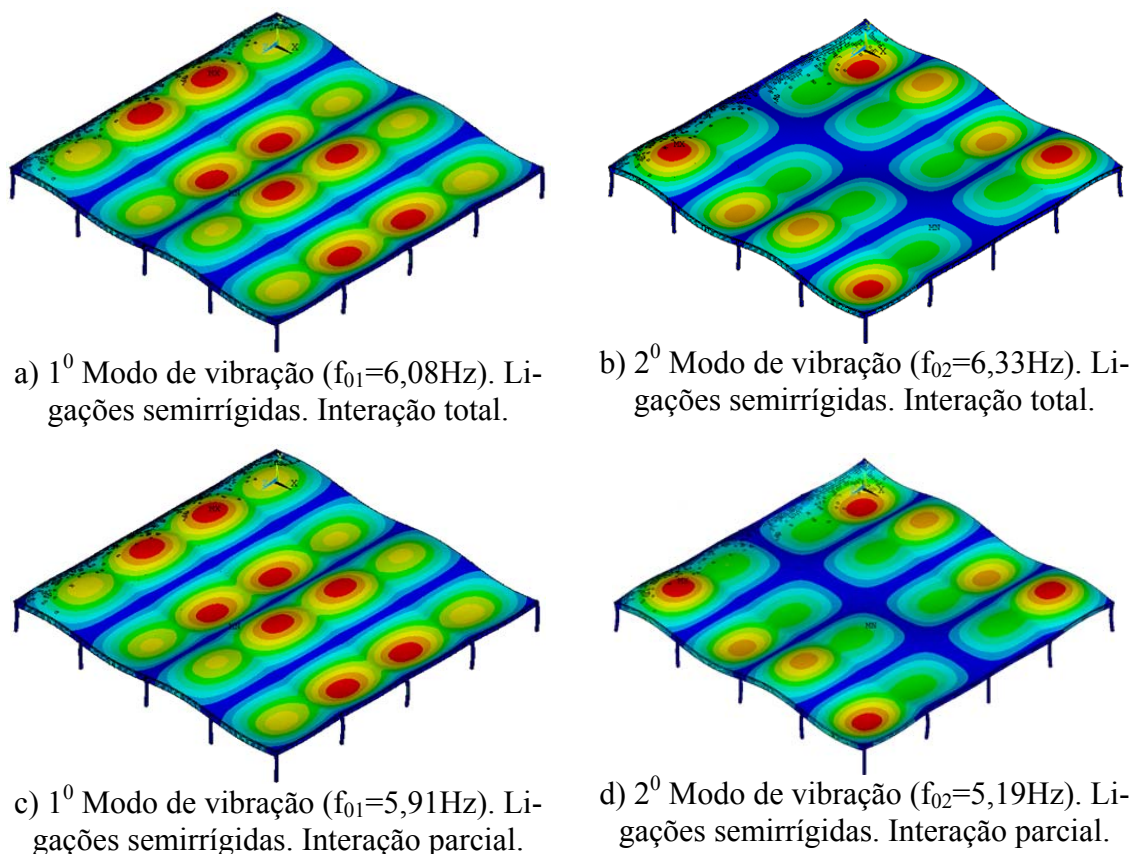 a) 1⁰ Modo de vibração (f₀₁=6,08Hz). Li-
gações semirrígidas. Interação total.
b) 2⁰ Modo de vibração (f₀₂=6,33Hz). Li-
gações semirrígidas. Interação total.
c) 1⁰ Modo de vibração (f₀₁=5,91Hz). Li-
gações semirrígidas. Interação parcial.
d) 2⁰ Modo de vibração (f₀₂=5,19Hz). Li-
gações semirrígidas. Interação parcial.